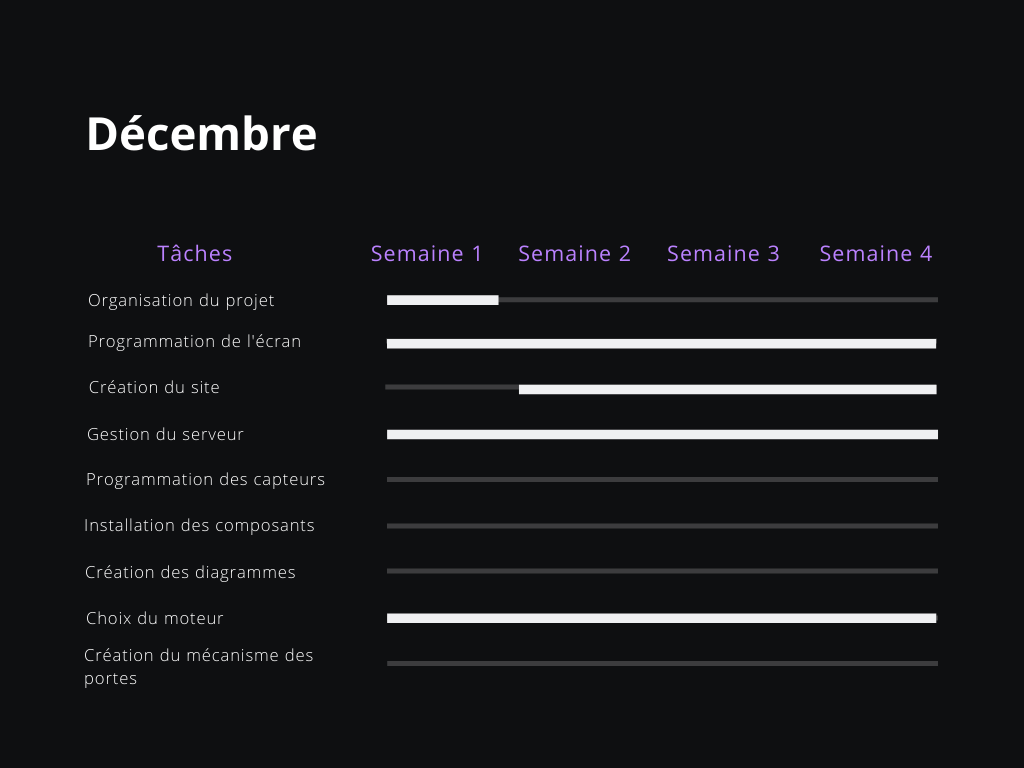 Décembre
Tâches Semaine 1 Semaine 2 Semaine 3 Semaine 4
Organisation du projet
Programmation de l'écran
Création du site
Gestion du serveur
Programmation des capteurs
Installation des composants
Création des diagrammes
Choix du moteur
Création du mécanisme des
portes